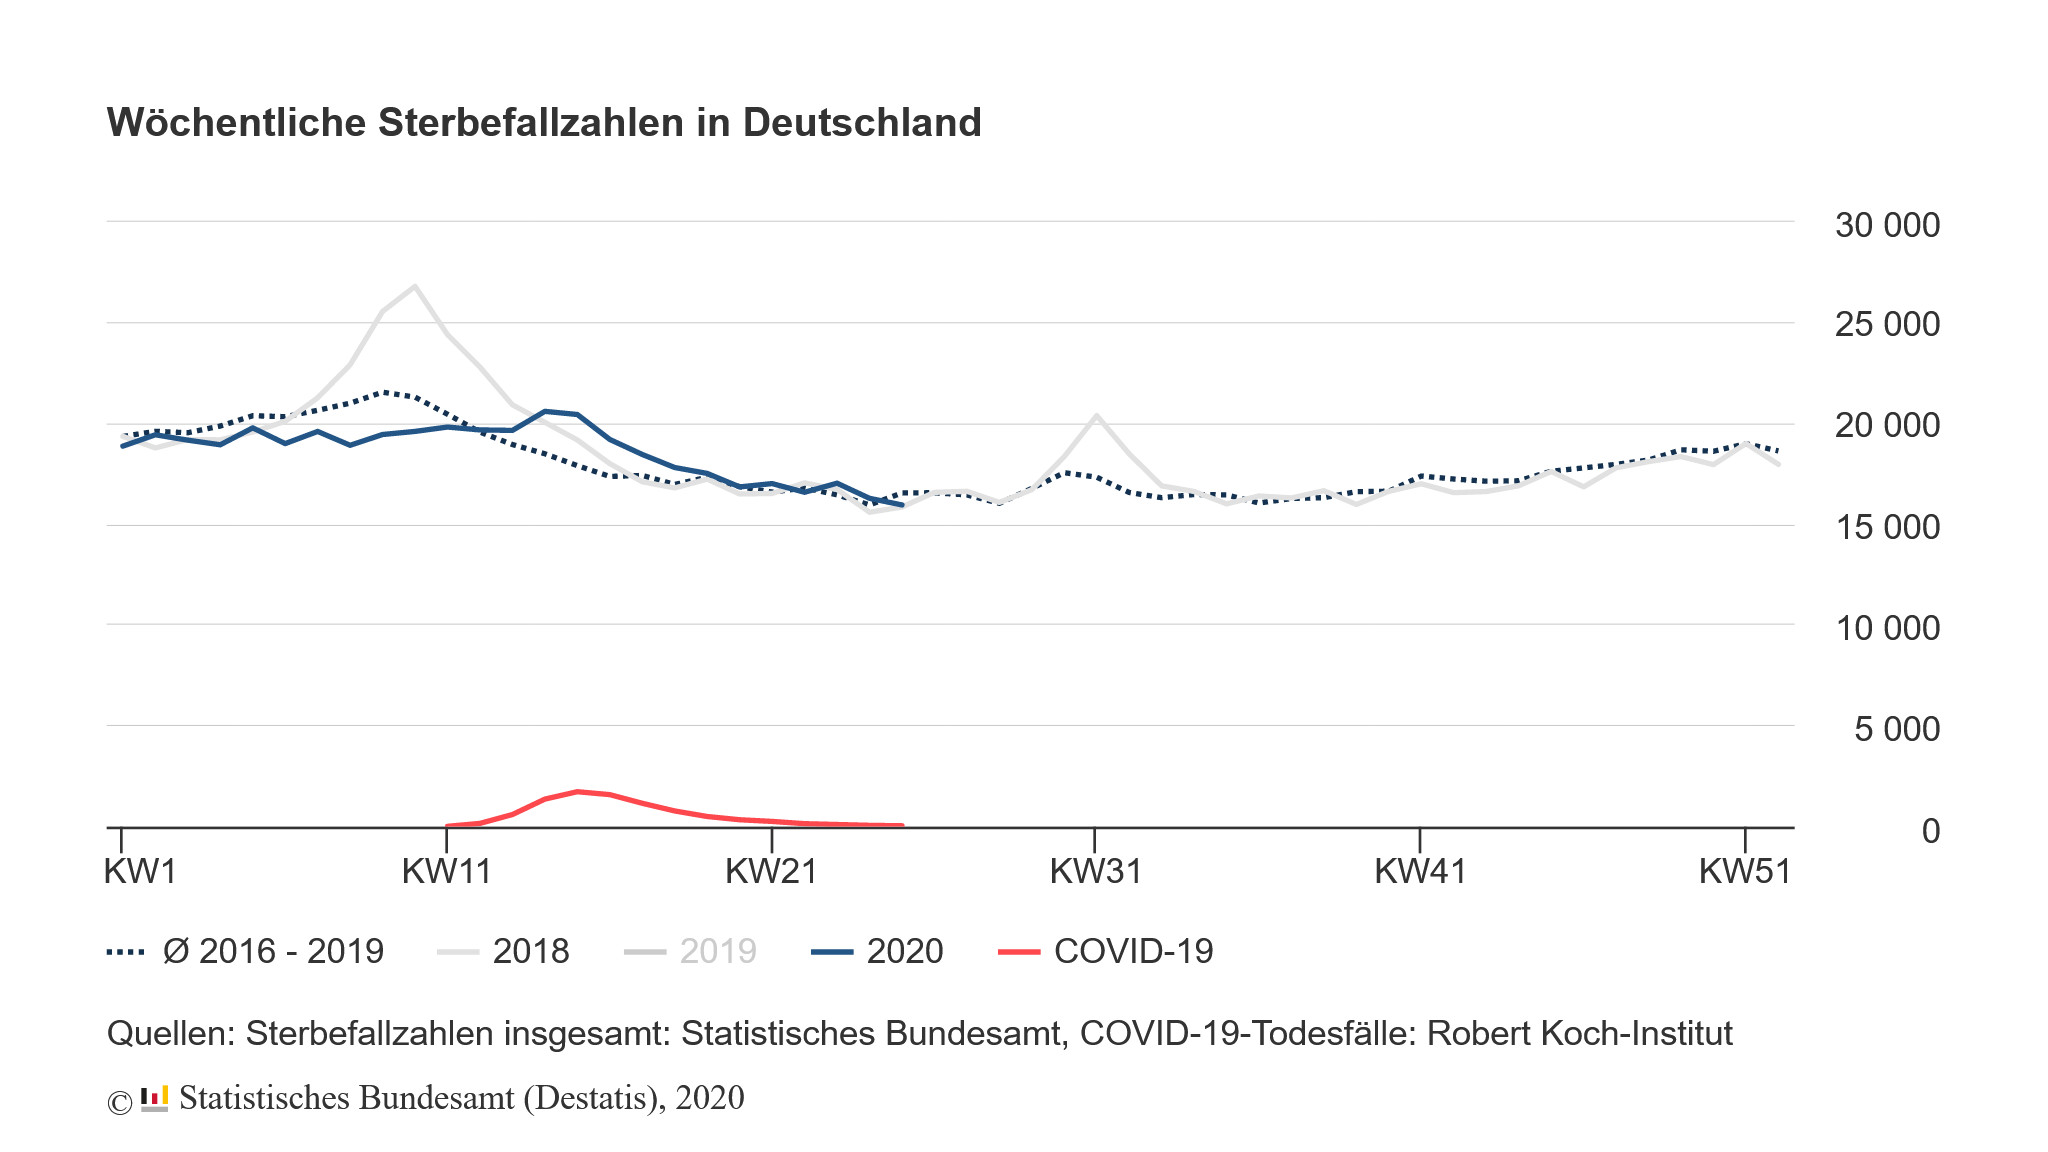 Wöchentliche Sterbefallzahlen in Deutschland
30 000
25 000
20 000
15 000
10 000
5 000
0
KW1 KW11 KW21 KW31 KW41 KW51
Ø 2016 - 2019 2018 2019 2020 COVID-19
Quellen: Sterbefallzahlen insgesamt: Statistisches Bundesamt, COVID-19-Todesfälle: Robert Koch-Institut
© Statistisches Bundesamt (Destatis), 2020